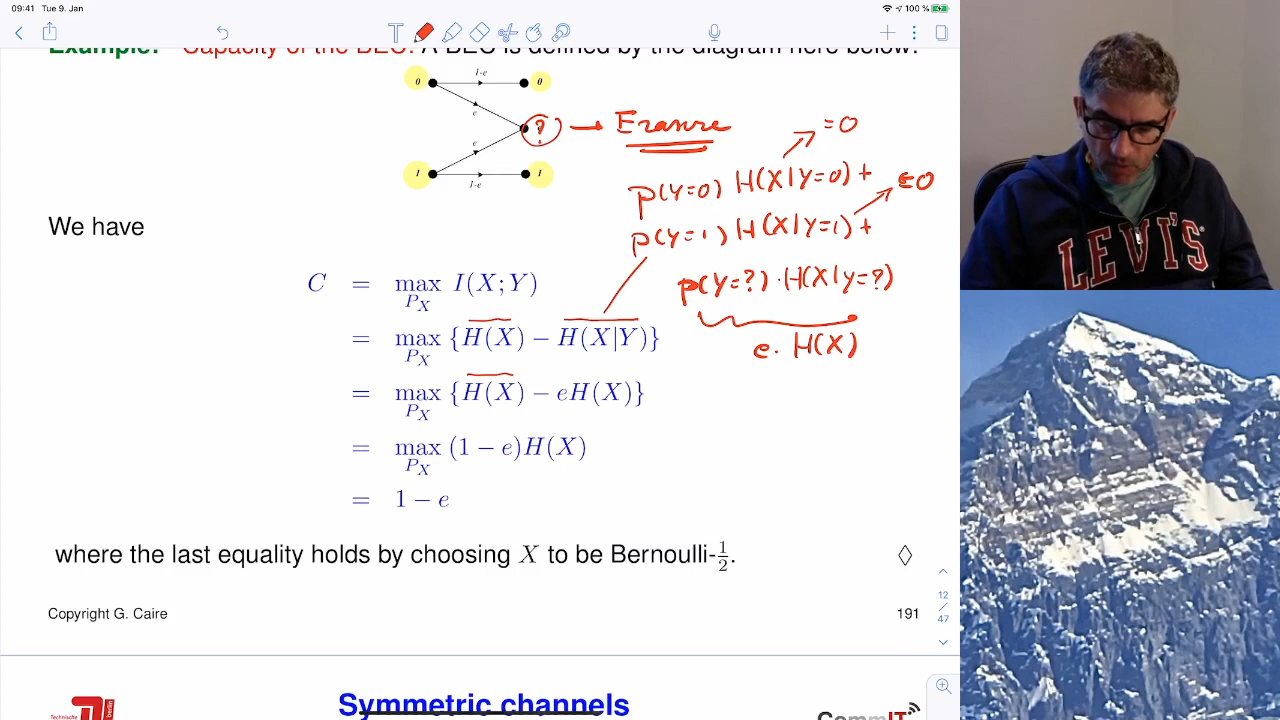 09:41 Tue 9. Jan
100 %
T
Example: Capacity of the BEC. A BEC is defined by the diagram here below:
0 1-e 0
e
? → Erasure
e
1 1-e 1
= 0
p(Y=0) H(X|Y=0) +
= 0
p(Y=1) H(X|Y=1) +
p(Y=?) · H(X|Y=?)
e. H(X)
We have
C = max I(X;Y)
P_X
= max {H(X) − H(X|Y)}
P_X
= max {H(X) − eH(X)}
P_X
= max (1 − e)H(X)
P_X
= 1 − e
where the last equality holds by choosing X to be Bernoulli-1/2. ◇
Copyright G. Caire 191
12
/
47
Symmetric channels
Technische
berlin
CommIT
LEVI'S